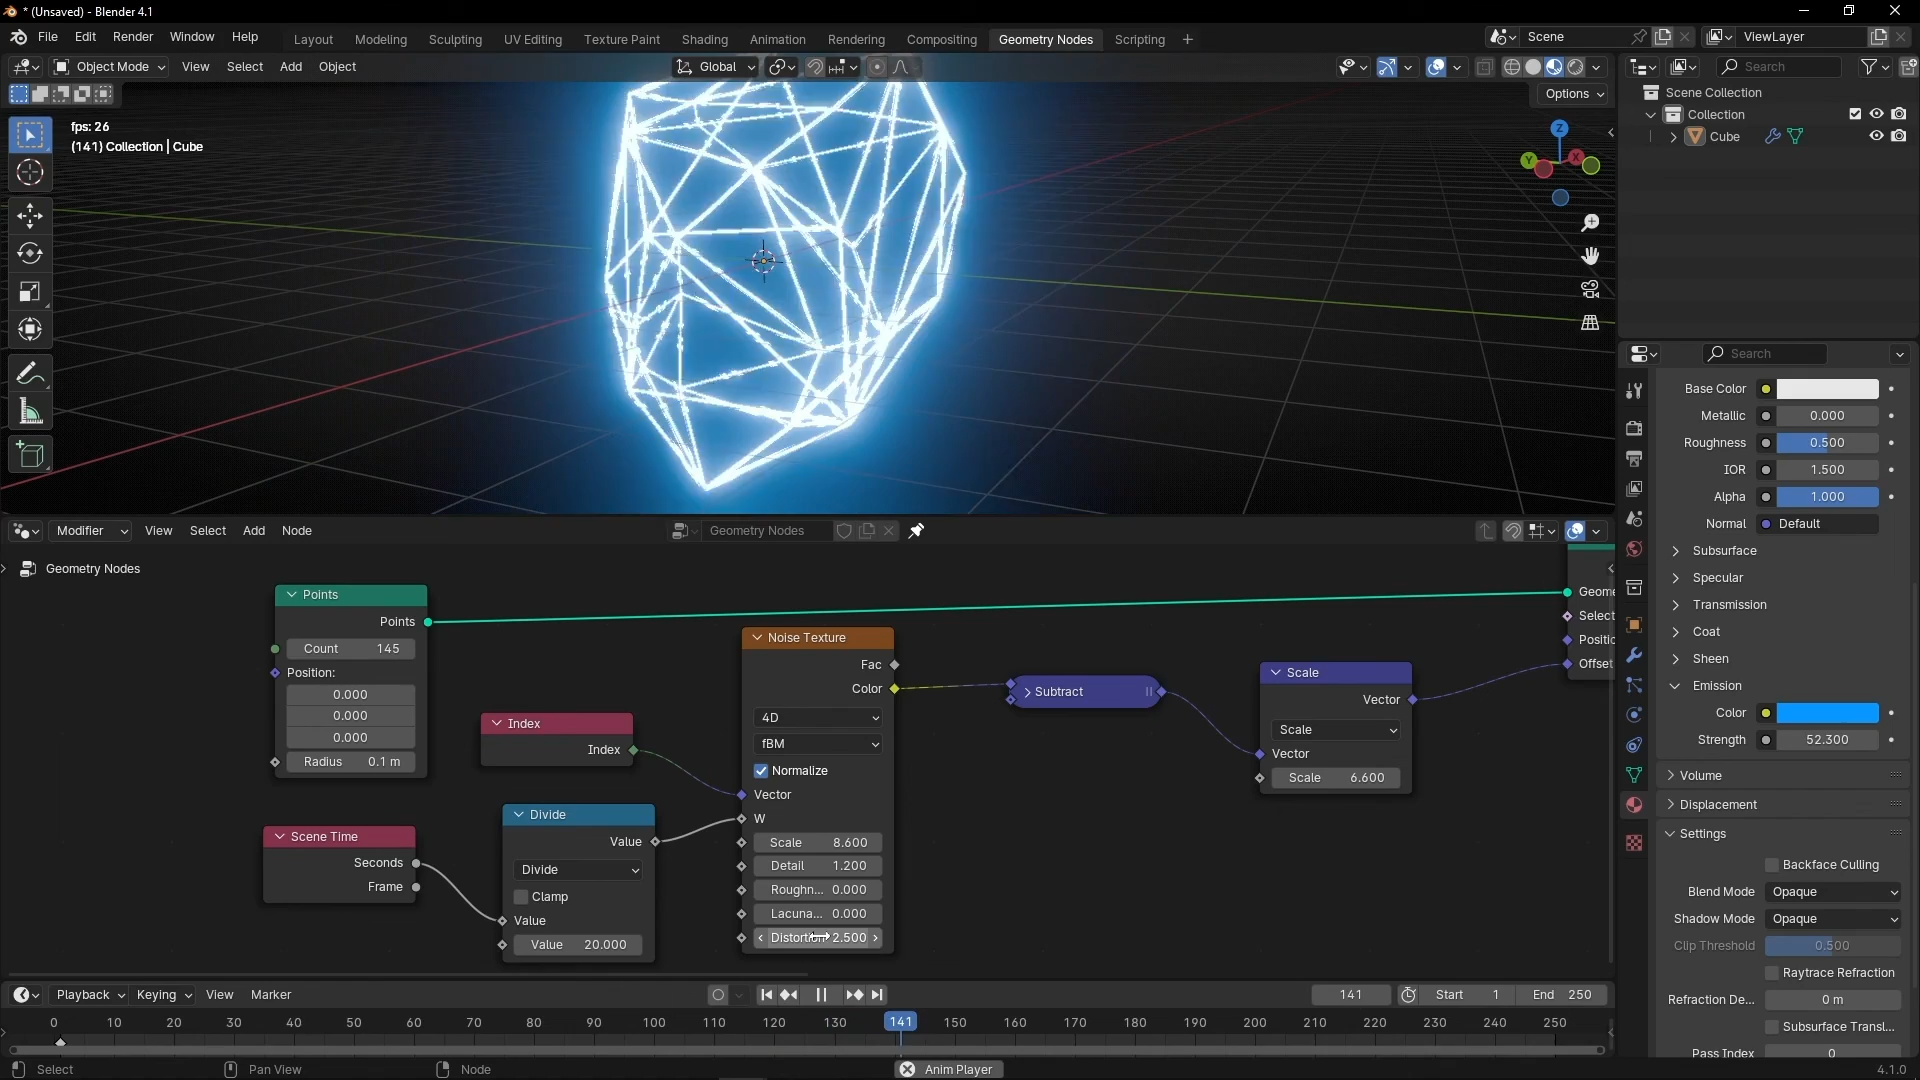 * (Unsaved) - Blender 4.1
File Edit Render Window Help
Layout Modeling Sculpting UV Editing Texture Paint Shading Animation Rendering Compositing Geometry Nodes Scripting +
Scene
ViewLayer
Object Mode View Select Add Object
Global
Search
Options
fps: 26
(141) Collection | Cube
Z
Y
X
Scene Collection
Collection
Cube
Search
Base Color
Metallic 0.000
Roughness 0.500
IOR 1.500
Alpha 1.000
Normal Default
Subsurface
Specular
Transmission
Coat
Sheen
Emission
Color
Strength 52.300
Volume
Displacement
Settings
Backface Culling
Blend Mode Opaque
Shadow Mode Opaque
Clip Threshold 0.500
Raytrace Refraction
Refraction De... 0 m
Subsurface Transl...
Pass Index 0
Modifier View Select Add Node
Geometry Nodes
Geometry Nodes
Points
Points
Count 145
Position:
0.000
0.000
0.000
Radius 0.1 m
Index
Index
Scene Time
Seconds
Frame
Divide
Value
Divide
Clamp
Value
Value 20.000
Noise Texture
Fac
Color
4D
fBM
Normalize
Vector
W
Scale 8.600
Detail 1.200
Roughn... 0.000
Lacuna... 0.000
Distortion 2.500
Subtract
Scale
Vector
Scale
Vector
Scale 6.600
Geome
Select
Positic
Offset
Playback Keying View Marker
141
Start 1
End 250
0 10 20 30 40 50 60 70 80 90 100 110 120 130 141 150 160 170 180 190 200 210 220 230 240 250
Select
Pan View
Node
Anim Player
4.1.0